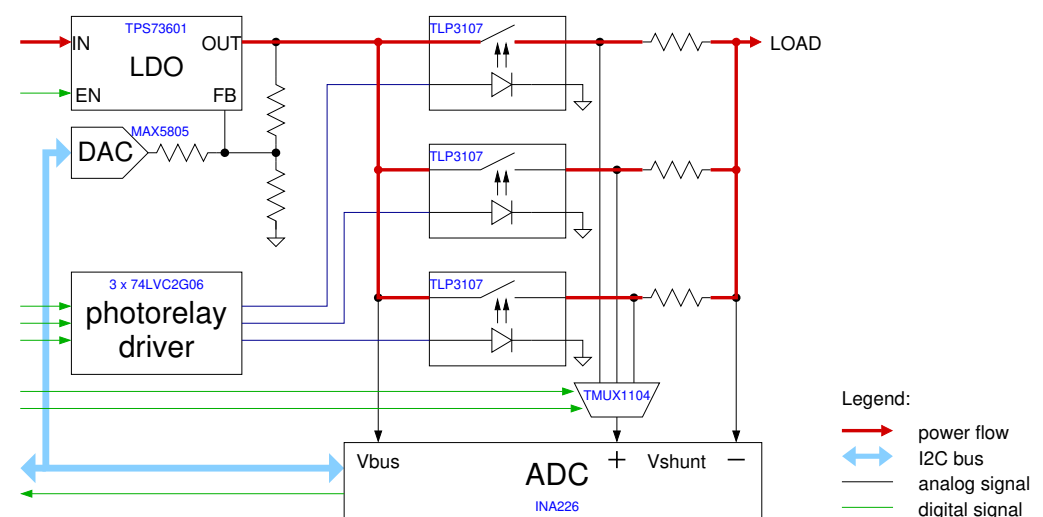 TPS73601
IN
OUT
LDO
EN
FB
TLP3107
LOAD
MAX5805
DAC
TLP3107
TLP3107
3 x 74LVC2G06
photorelay
driver
TMUX1104
Legend:
power flow
I2C bus
analog signal
digital signal
Vbus
ADC
+
Vshunt
−
INA226